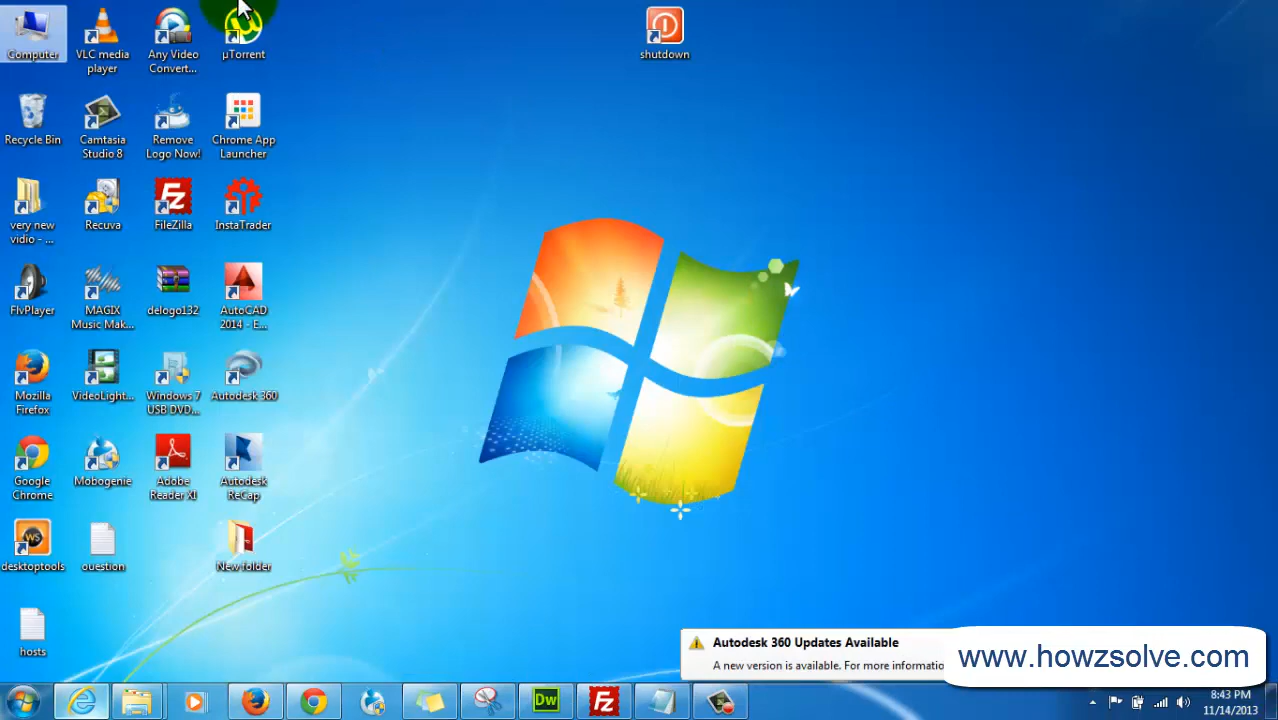 Computer
VLC media
player
Any Video
Convert...
µTorrent
shutdown
Recycle Bin
Camtasia
Studio 8
Remove
Logo Now!
Chrome App
Launcher
very new
vidio - ...
Recuva
FileZilla
InstaTrader
FlvPlayer
MAGIX
Music Mak...
delogo132
AutoCAD
2014 - E...
Mozilla
Firefox
VideoLight...
Windows 7
USB DVD...
Autodesk 360
Google
Chrome
Mobogenie
Adobe
Reader XI
Autodesk
ReCap
WS
desktoptools
ouestion
New folder
hosts
Autodesk 360 Updates Available
A new version is available. For more informatio
www.howzsolve.com
Dw
Fz
8:43 PM
11/14/2013